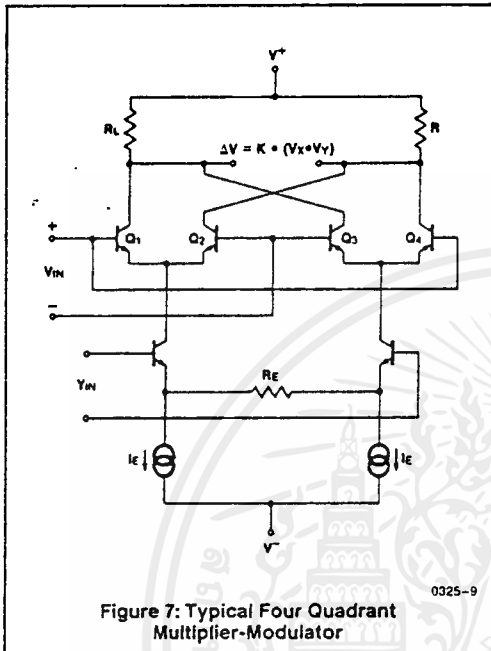 V+
RL
R
ΔV = K • (VX•VY)
+
Q1
Q2
Q3
Q4
VIN
−
YIN
RE
IE
IE
V−
0325-9
Figure 7: Typical Four Quadrant
Multiplier-Modulator